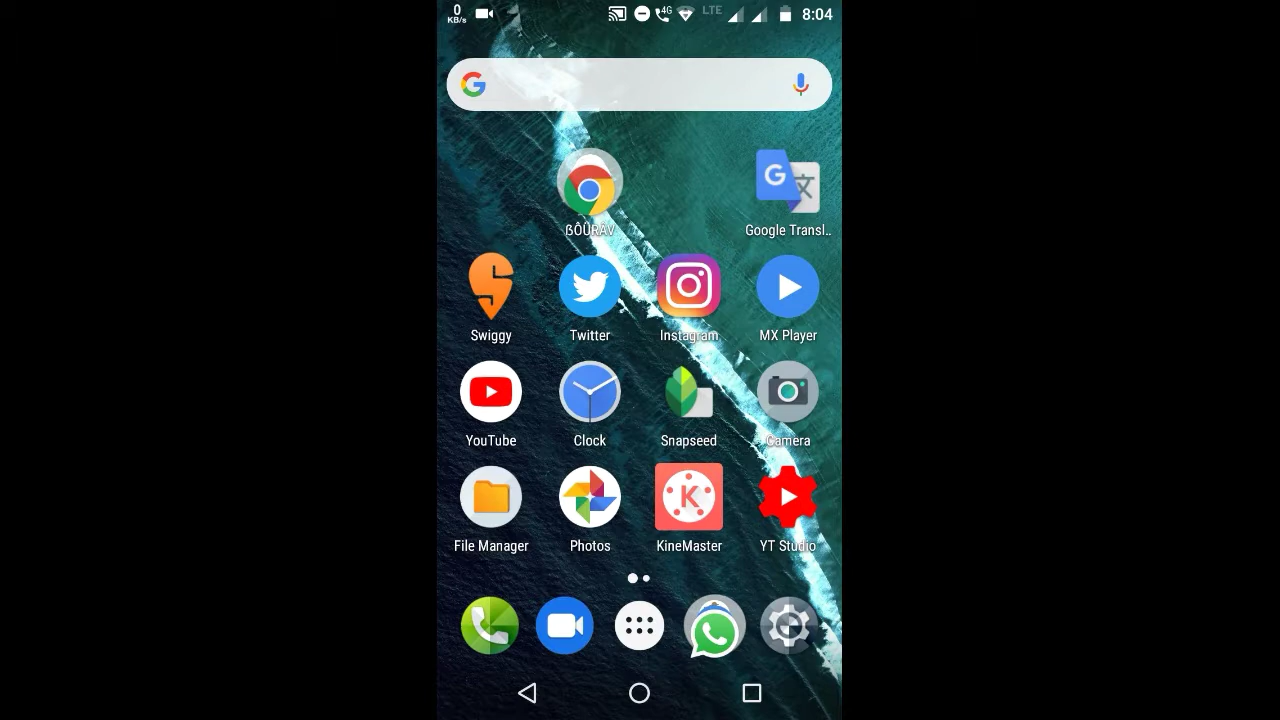 0
KB/s
4G
LTE
8:04
G
ßÔÛRÄV
G
Google Transl..
Swiggy
Twitter
Instagram
MX Player
YouTube
Clock
Snapseed
Camera
K
File Manager
Photos
KineMaster
YT Studio